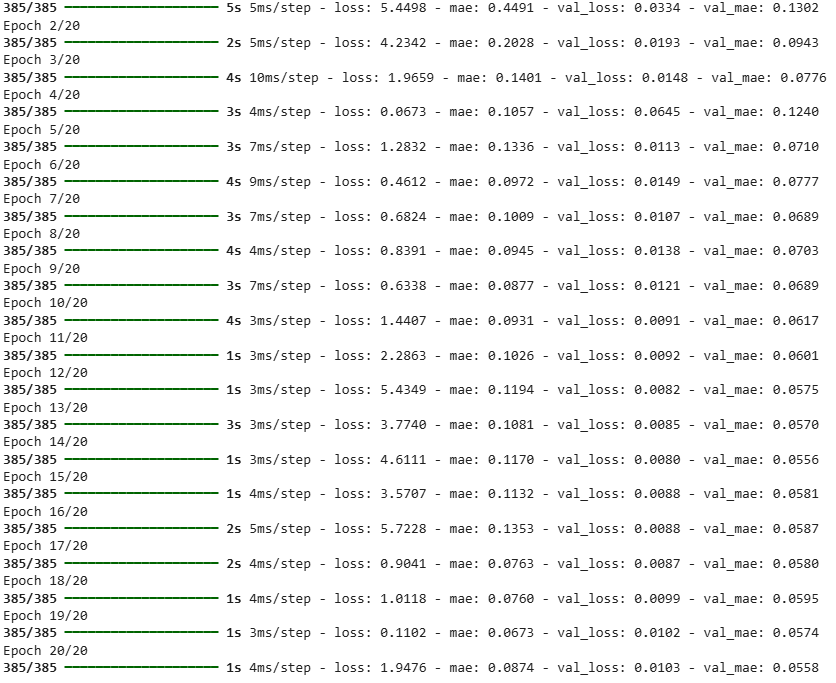 385/385 ━━━━━━━━━━━━━━━━━━━━ 5s 5ms/step - loss: 5.4498 - mae: 0.4491 - val_loss: 0.0334 - val_mae: 0.1302
Epoch 2/20
385/385 ━━━━━━━━━━━━━━━━━━━━ 2s 5ms/step - loss: 4.2342 - mae: 0.2028 - val_loss: 0.0193 - val_mae: 0.0943
Epoch 3/20
385/385 ━━━━━━━━━━━━━━━━━━━━ 4s 10ms/step - loss: 1.9659 - mae: 0.1401 - val_loss: 0.0148 - val_mae: 0.0776
Epoch 4/20
385/385 ━━━━━━━━━━━━━━━━━━━━ 3s 4ms/step - loss: 0.0673 - mae: 0.1057 - val_loss: 0.0645 - val_mae: 0.1240
Epoch 5/20
385/385 ━━━━━━━━━━━━━━━━━━━━ 3s 7ms/step - loss: 1.2832 - mae: 0.1336 - val_loss: 0.0113 - val_mae: 0.0710
Epoch 6/20
385/385 ━━━━━━━━━━━━━━━━━━━━ 4s 9ms/step - loss: 0.4612 - mae: 0.0972 - val_loss: 0.0149 - val_mae: 0.0777
Epoch 7/20
385/385 ━━━━━━━━━━━━━━━━━━━━ 3s 7ms/step - loss: 0.6824 - mae: 0.1009 - val_loss: 0.0107 - val_mae: 0.0689
Epoch 8/20
385/385 ━━━━━━━━━━━━━━━━━━━━ 4s 4ms/step - loss: 0.8391 - mae: 0.0945 - val_loss: 0.0138 - val_mae: 0.0703
Epoch 9/20
385/385 ━━━━━━━━━━━━━━━━━━━━ 3s 7ms/step - loss: 0.6338 - mae: 0.0877 - val_loss: 0.0121 - val_mae: 0.0689
Epoch 10/20
385/385 ━━━━━━━━━━━━━━━━━━━━ 4s 3ms/step - loss: 1.4407 - mae: 0.0931 - val_loss: 0.0091 - val_mae: 0.0617
Epoch 11/20
385/385 ━━━━━━━━━━━━━━━━━━━━ 1s 3ms/step - loss: 2.2863 - mae: 0.1026 - val_loss: 0.0092 - val_mae: 0.0601
Epoch 12/20
385/385 ━━━━━━━━━━━━━━━━━━━━ 1s 3ms/step - loss: 5.4349 - mae: 0.1194 - val_loss: 0.0082 - val_mae: 0.0575
Epoch 13/20
385/385 ━━━━━━━━━━━━━━━━━━━━ 3s 3ms/step - loss: 3.7740 - mae: 0.1081 - val_loss: 0.0085 - val_mae: 0.0570
Epoch 14/20
385/385 ━━━━━━━━━━━━━━━━━━━━ 1s 3ms/step - loss: 4.6111 - mae: 0.1170 - val_loss: 0.0080 - val_mae: 0.0556
Epoch 15/20
385/385 ━━━━━━━━━━━━━━━━━━━━ 1s 4ms/step - loss: 3.5707 - mae: 0.1132 - val_loss: 0.0088 - val_mae: 0.0581
Epoch 16/20
385/385 ━━━━━━━━━━━━━━━━━━━━ 2s 5ms/step - loss: 5.7228 - mae: 0.1353 - val_loss: 0.0088 - val_mae: 0.0587
Epoch 17/20
385/385 ━━━━━━━━━━━━━━━━━━━━ 2s 4ms/step - loss: 0.9041 - mae: 0.0763 - val_loss: 0.0087 - val_mae: 0.0580
Epoch 18/20
385/385 ━━━━━━━━━━━━━━━━━━━━ 1s 4ms/step - loss: 1.0118 - mae: 0.0760 - val_loss: 0.0099 - val_mae: 0.0595
Epoch 19/20
385/385 ━━━━━━━━━━━━━━━━━━━━ 1s 3ms/step - loss: 0.1102 - mae: 0.0673 - val_loss: 0.0102 - val_mae: 0.0574
Epoch 20/20
385/385 ━━━━━━━━━━━━━━━━━━━━ 1s 4ms/step - loss: 1.9476 - mae: 0.0874 - val_loss: 0.0103 - val_mae: 0.0558